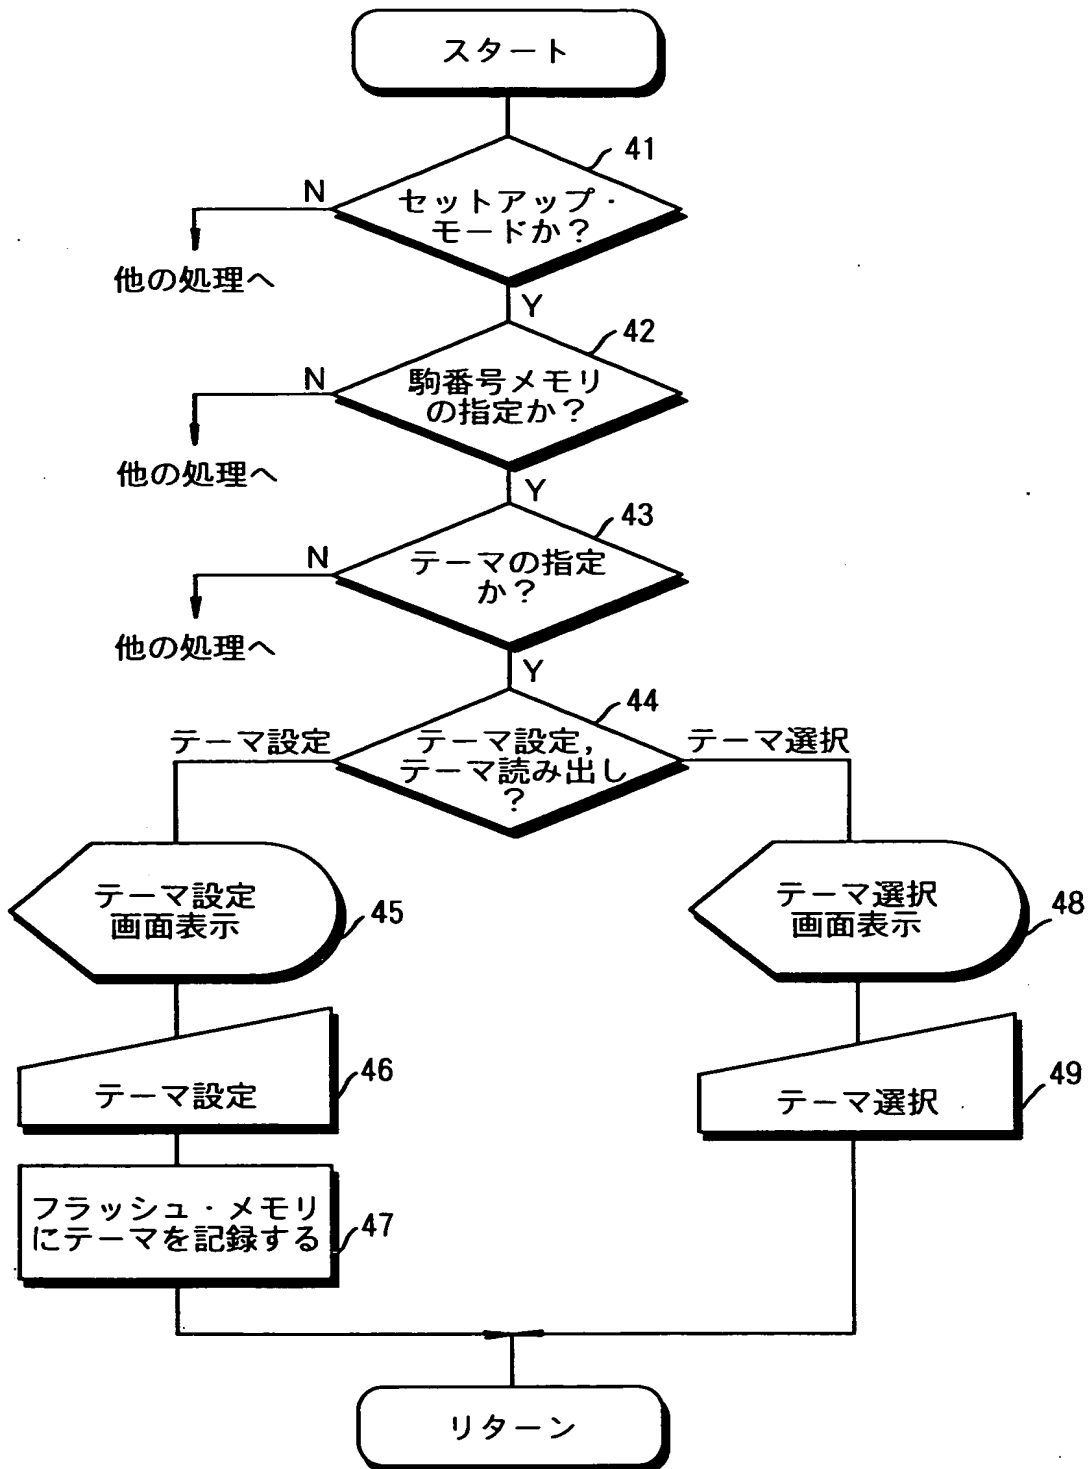 スタート
41
セットアップ・
モードか？
N
他の処理へ
Y
42
駒番号メモリ
の指定か？
N
他の処理へ
Y
43
テーマの指定
か？
N
他の処理へ
Y
44
テーマ設定
テーマ設定,
テーマ読み出し
？
テーマ選択
テーマ設定
画面表示
45
テーマ設定
46
フラッシュ・メモリ
にテーマを記録する
47
テーマ選択
画面表示
48
テーマ選択
49
リターン